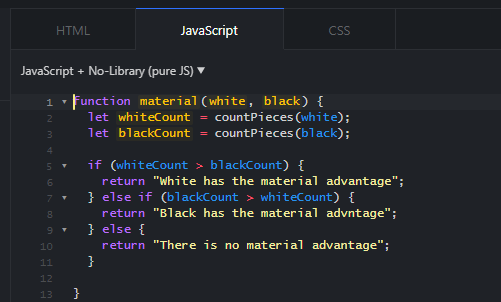 HTML JavaScript CSS
JavaScript + No-Library (pure JS) ▼
1 function material(white, black) {
2 let whiteCount = countPieces(white);
3 let blackCount = countPieces(black);
4
5 if (whiteCount > blackCount) {
6 return "White has the material advantage";
7 } else if (blackCount > whiteCount) {
8 return "Black has the material advntage";
9 } else {
10 return "There is no material advantage";
11 }
12
13 }